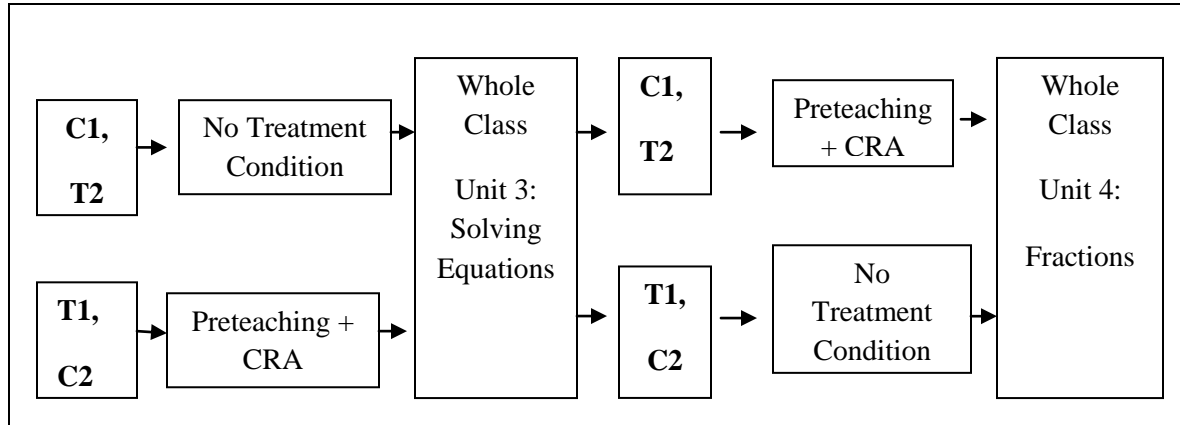 C1,
T2
No Treatment
Condition
T1,
C2
Preteaching +
CRA
Whole
Class
Unit 3:
Solving
Equations
C1,
T2
Preteaching
+ CRA
T1,
C2
No
Treatment
Condition
Whole
Class
Unit 4:
Fractions